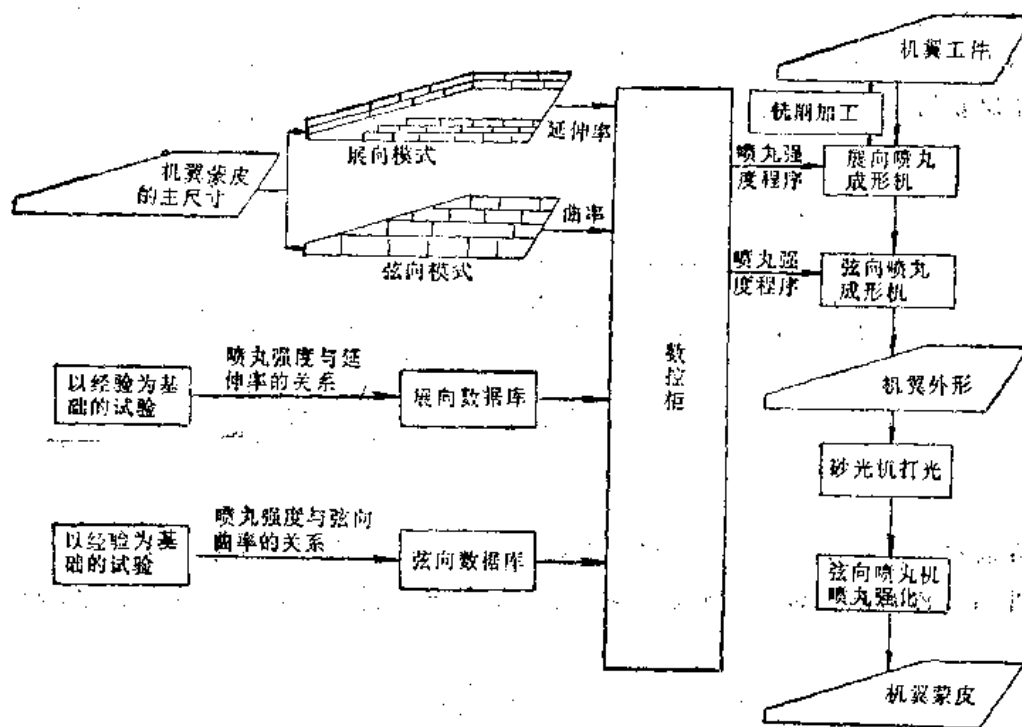 机翼工件
铣削加工
延伸率
展向模式
喷丸强
度程序
展向喷丸
成形机
机翼蒙皮
的主尺寸
曲率
弦向模式
喷丸强
度程序
弦向喷丸
成形机
数控柜
喷丸强度与延
伸率的关系
以经验为基
础的试验
展向数据库
机翼外形
砂光机打光
喷丸强度与弦向
曲率的关系
以经验为基
础的试验
弦向数据库
弦向喷丸机
喷丸强化
机翼蒙皮